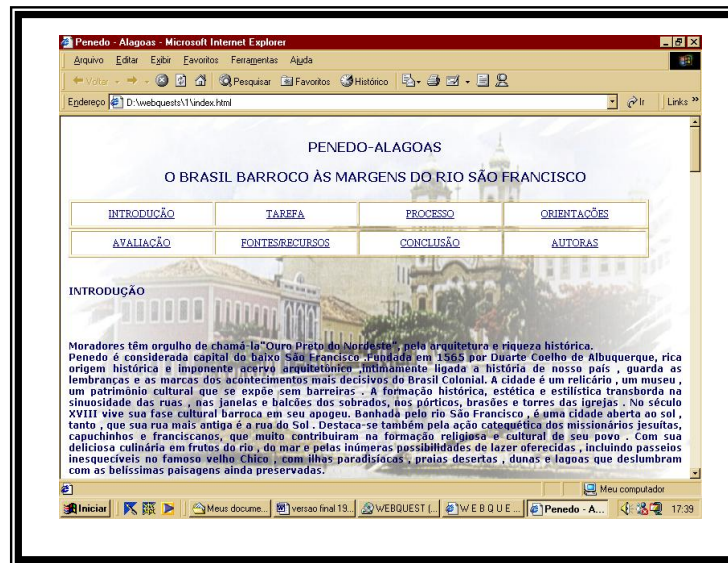 Penedo - Alagoas - Microsoft Internet Explorer
Arquivo Editar Exibir Favoritos Ferramentas Ajuda
Voltar Pesquisar Favoritos Histórico
Endereço D:\webquests\1\index.html Ir Links »
PENEDO-ALAGOAS
O BRASIL BARROCO ÀS MARGENS DO RIO SÃO FRANCISCO
INTRODUÇÃO TAREFA PROCESSO ORIENTAÇÕES
AVALIAÇÃO FONTES/RECURSOS CONCLUSÃO AUTORAS
INTRODUÇÃO
Moradores têm orgulho de chamá-la"Ouro Preto do Nordeste", pela arquitetura e riqueza histórica.
Penedo é considerada capital do baixo São Francisco .Fundada em 1565 por Duarte Coelho de Albuquerque, rica
origem histórica e imponente acervo arquitetônico ,intimamente ligada a história de nosso país , guarda as
lembranças e as marcas dos acontecimentos mais decisivos do Brasil Colonial. A cidade é um relicário , um museu ,
um patrimônio cultural que se expõe sem barreiras . A formação histórica, estética e estilística transborda na
sinuosidade das ruas , nas janelas e balcões dos sobrados, nos pórticos, brasões e torres das igrejas . No século
XVIII vive sua fase cultural barroca em seu apogeu. Banhada pelo rio São Francisco , é uma cidade aberta ao sol ,
tanto , que sua rua mais antiga é a rua do Sol . Destaca-se também pela ação catequética dos missionários jesuítas,
capuchinhos e franciscanos, que muito contribuiram na formação religiosa e cultural de seu povo . Com sua
deliciosa culinária em frutos do rio , do mar e pelas inúmeras possibilidades de lazer oferecidas , incluindo passeios
inesquecíveis no famoso velho Chico , com ilhas paradisíacas , praias desertas , dunas e lagoas que deslumbram
com as belíssimas paisagens ainda preservadas.
Meu computador
Iniciar Meus docume... versao final 19... WEBQUEST (... W E B Q U E ... Penedo - A... 17:39